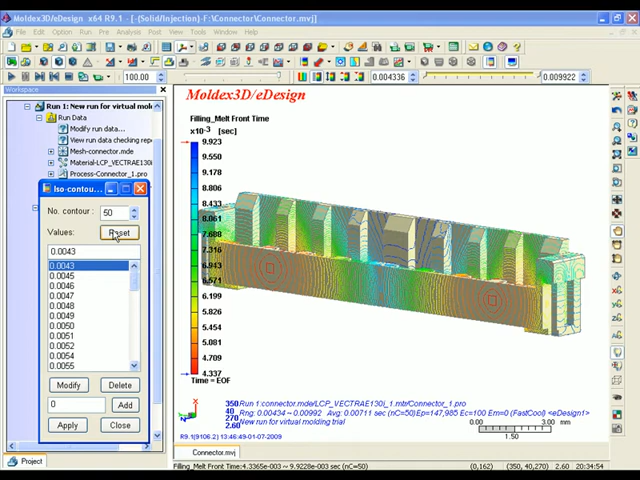 Moldex3D/eDesign x64 R9.1 - [-(Solid/Injection)-F:\Connector\Connector.mvj]
File Edit Run Pre Analysis Post Tools Window Help
100.00
0.004336
0.009922
Workspace
Run 1: New run for virtual mold
Run Data
Modify run data...
View run data checking repo
Mesh-connector.mde
Material-LCP_VECTRAE130i_
Process-Connector_1.pro
Iso-contou...
No. contour : 50
Values: Reset
0.0043
0.0043
0.0045
0.0046
0.0047
0.0048
0.0049
0.0050
0.0051
0.0052
0.0054
0.0055
Modify Delete
0 Add
Apply Close
Project
Moldex3D/eDesign
Filling_Melt Front Time
x10-3 [sec]
9.923
9.550
9.178
8.806
8.433
8.061
7.688
7.316
6.943
6.571
6.199
5.826
5.454
5.081
4.709
4.337
Time = EOF
350
40
270
2.60
Run 1:connector.mde/LCP_VECTRAE130i_1.mtr/Connector_1.pro
Rng: 0.00434 ~ 0.00992 Avg: 0.00711 sec (nC=50) Ep=147,985 Ec=100 Em=0 (FastCool) <eDesign1>
New run for virtual molding trial
R9.1(9106.2) 13:46:49-01-07-2009
0.00 3.00 mm
1.50
Connector.mvj
Filling_Melt Front Time:4.3365e-003 ~ 9.9228e-003 sec (nC=50)
(0,162)
(350, 40,270)
2.60
20:34:54